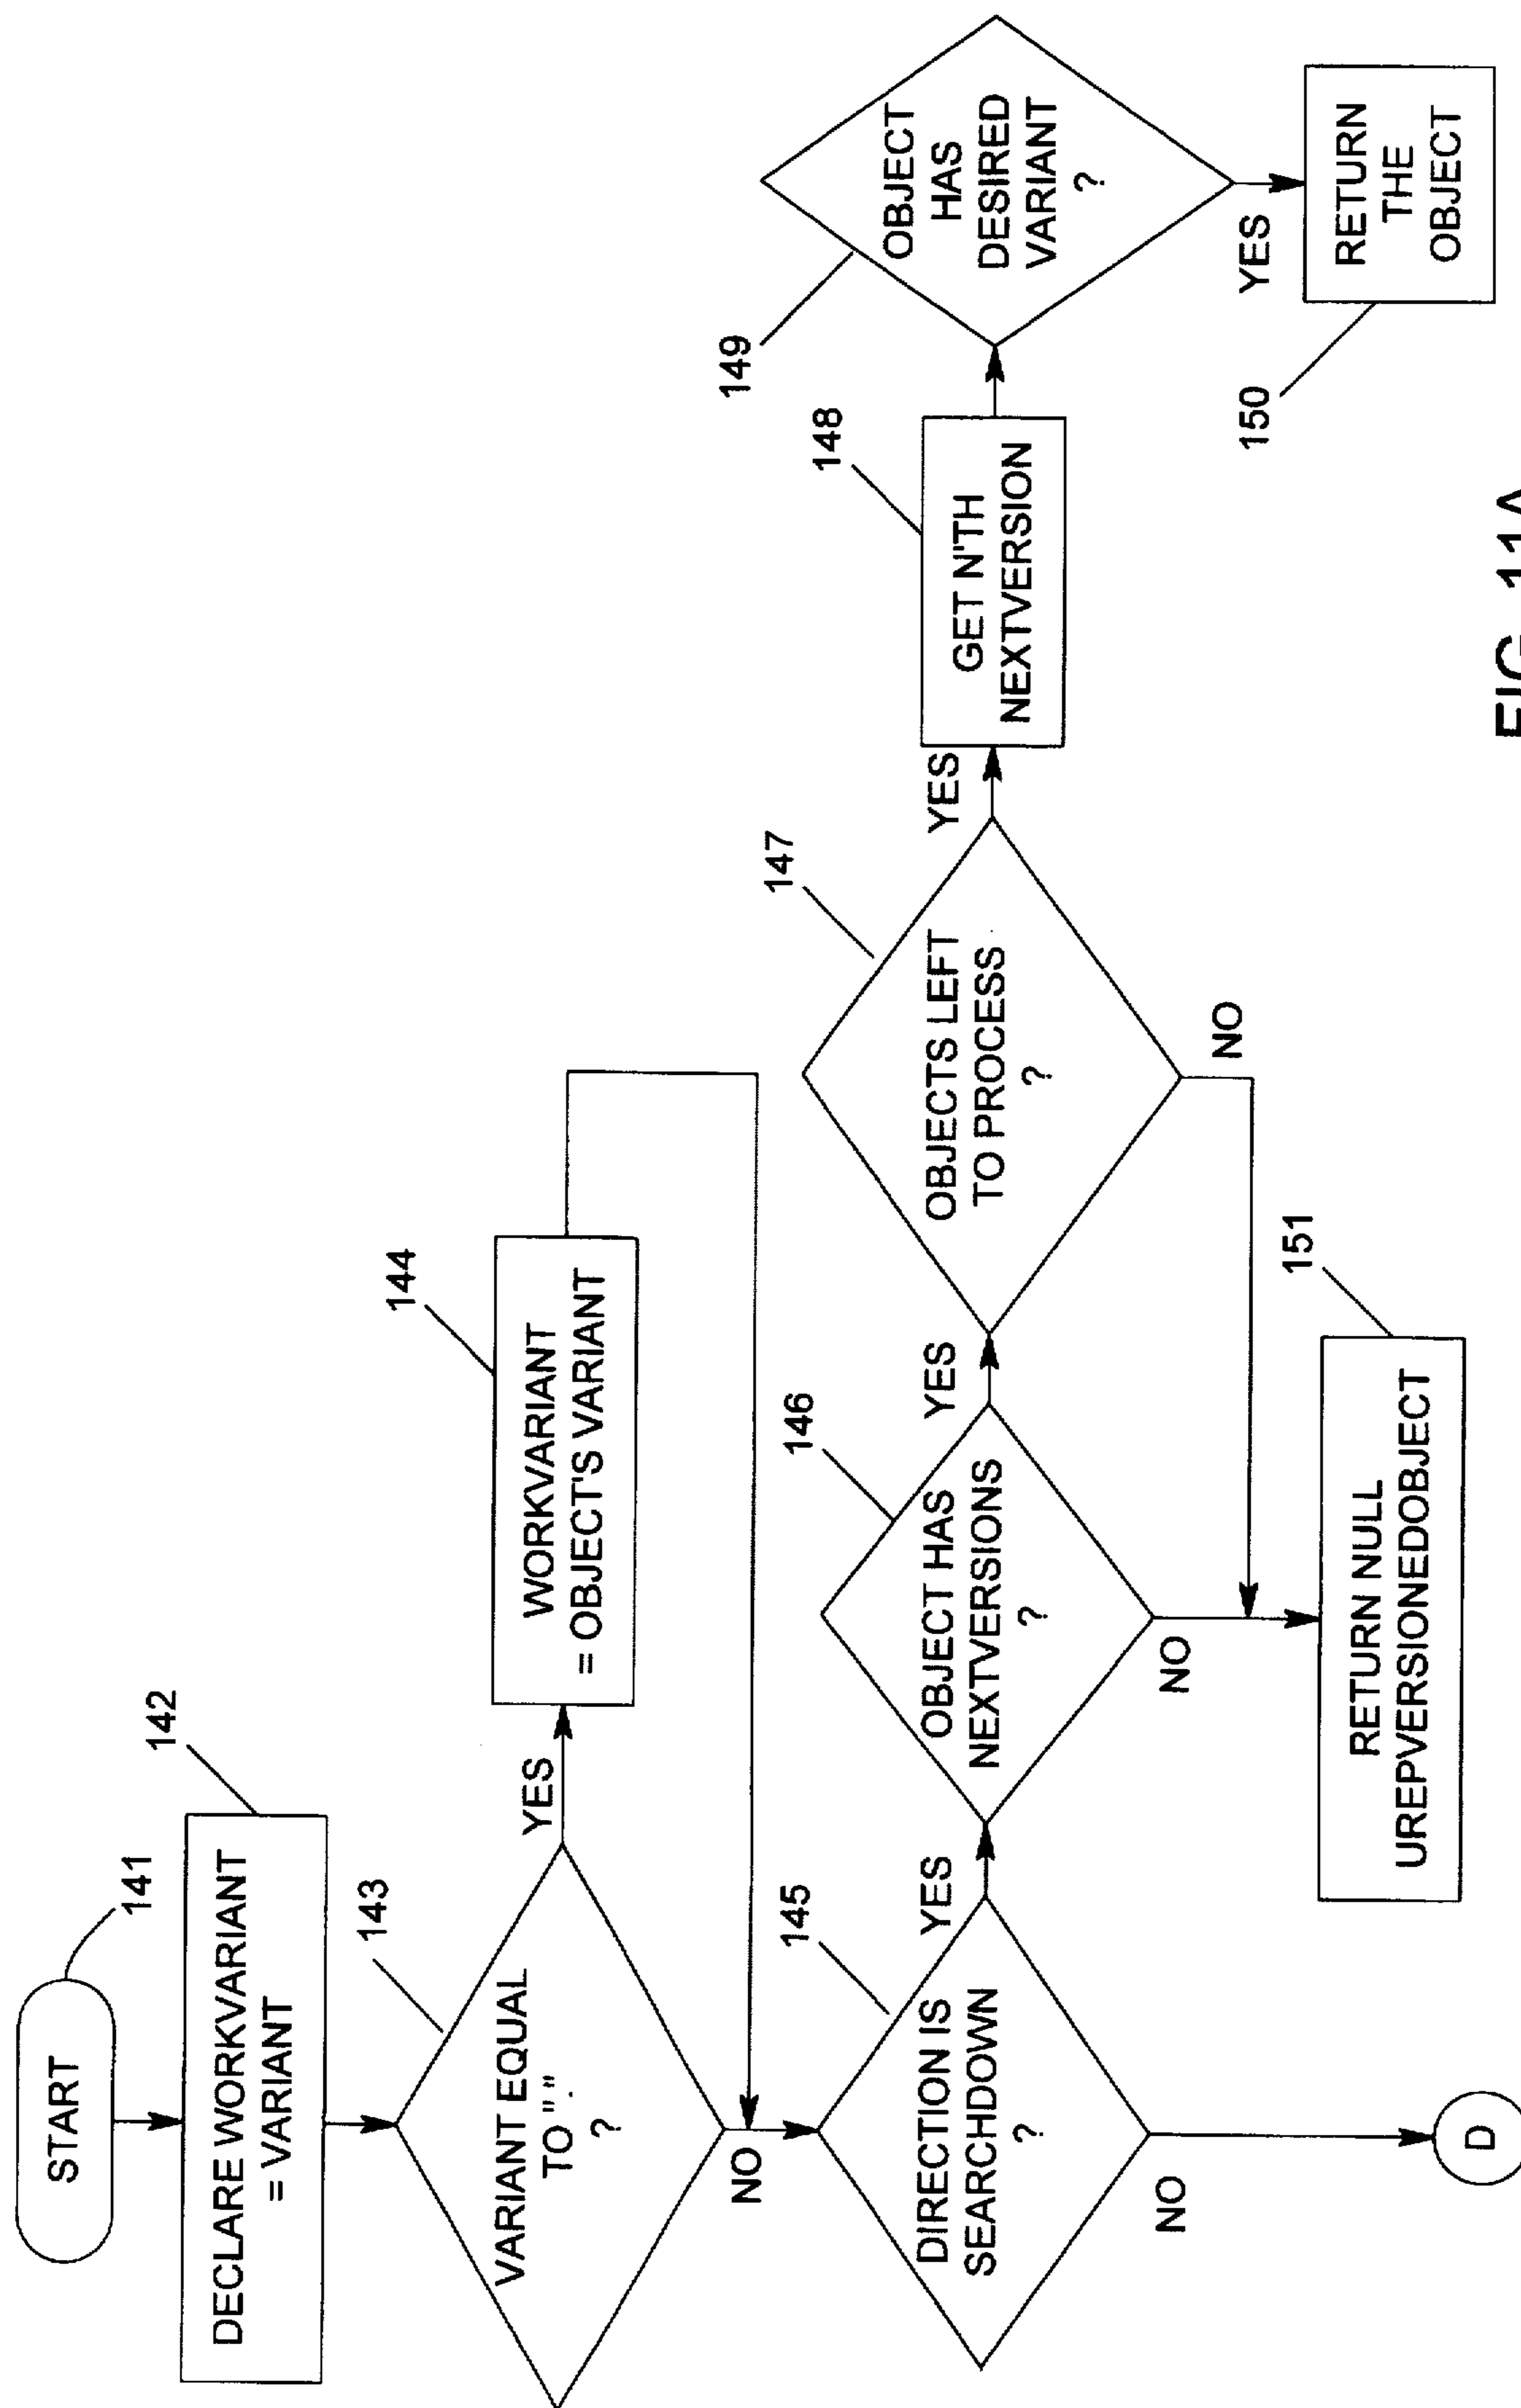 START
141
DECLARE WORKVARIANT
= VARIANT
142
VARIANT EQUAL
TO "."
?
143
YES
NO
WORKVARIANT
= OBJECT'S VARIANT
144
DIRECTION IS
SEARCHDOWN
?
145
YES
NO
D
OBJECT HAS
NEXTVERSIONS
?
146
YES
NO
RETURN NULL
UREPVERSIONEDOBJECT
151
OBJECTS LEFT
TO PROCESS
?
147
YES
NO
GET N'TH
NEXTVERSION
148
OBJECT
HAS
DESIRED
VARIANT
?
149
YES
RETURN
THE
OBJECT
150
FIG. 11A